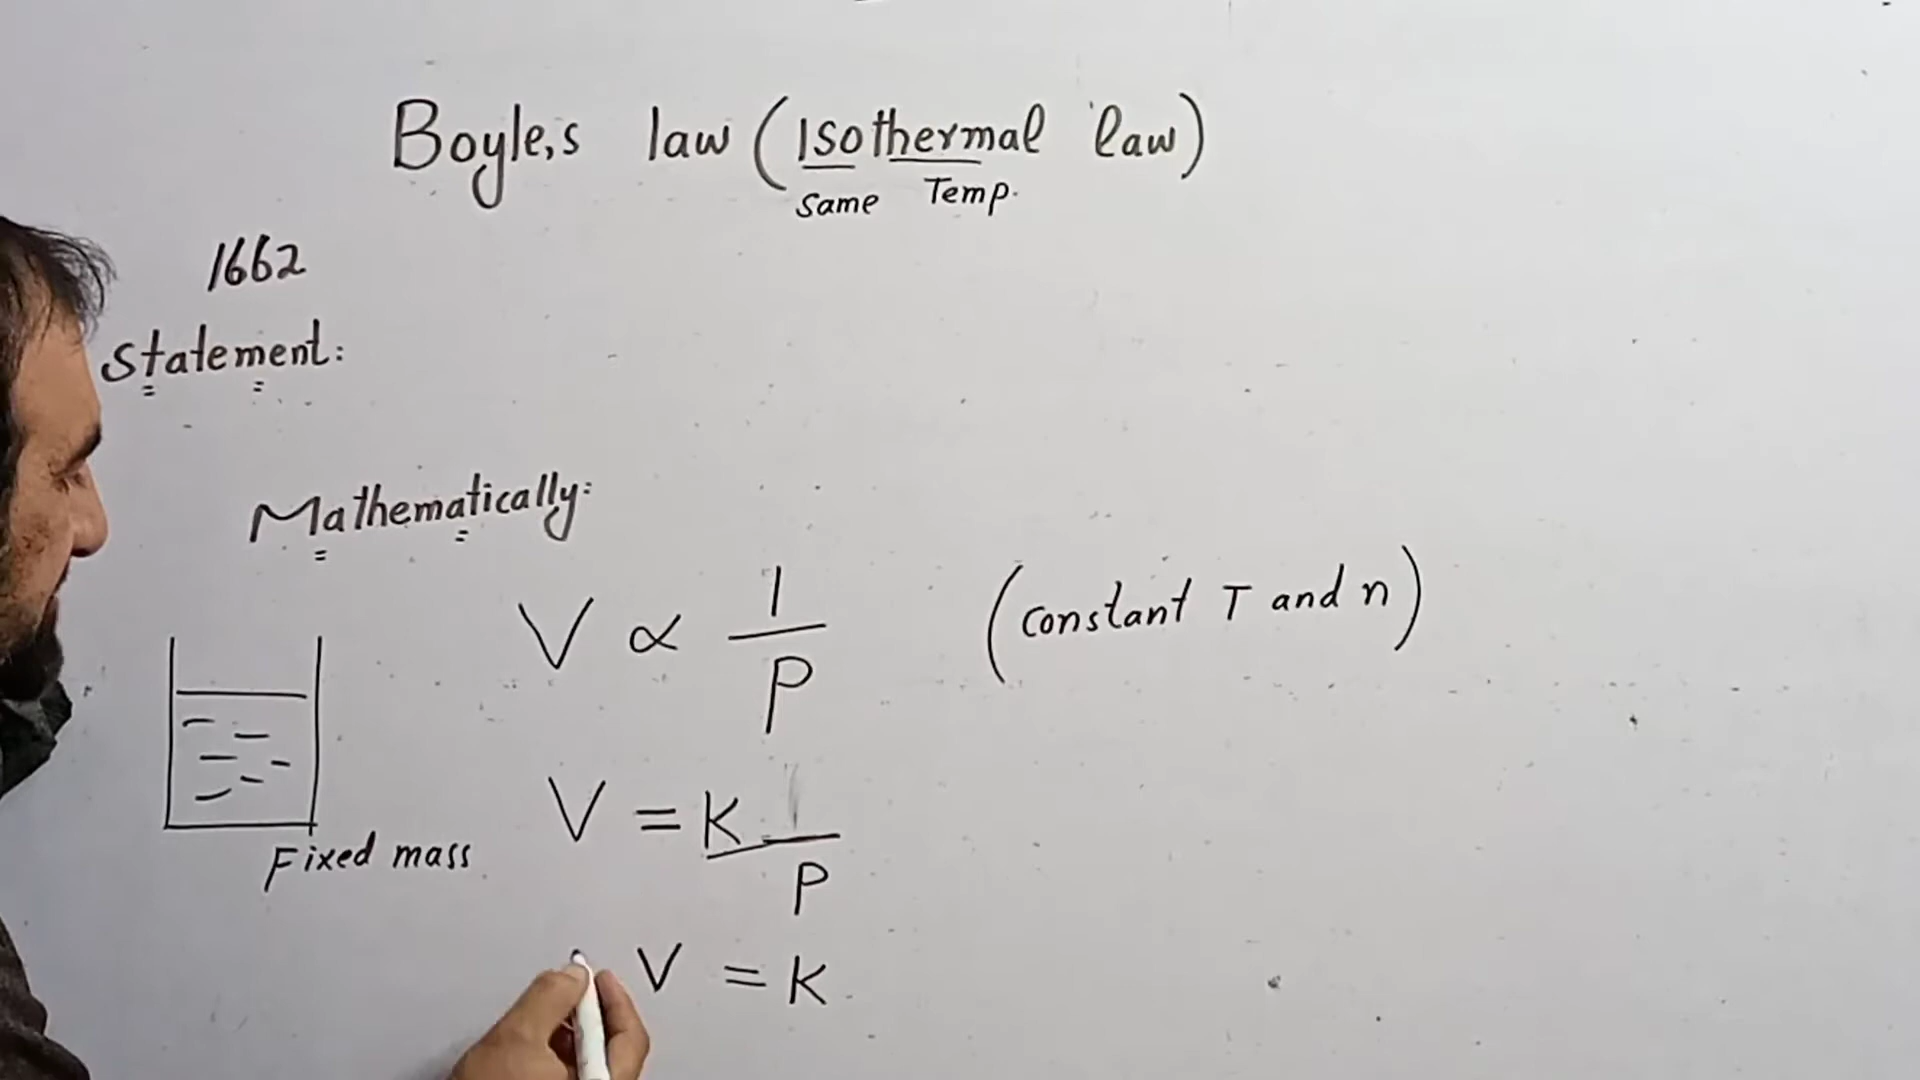 Boyle,s law (Isothermal law)
Same Temp.
1662
Statement:
Mathematically:
V ∝ 1/P (constant T and n)
V = K 1/P
Fixed mass
V = K